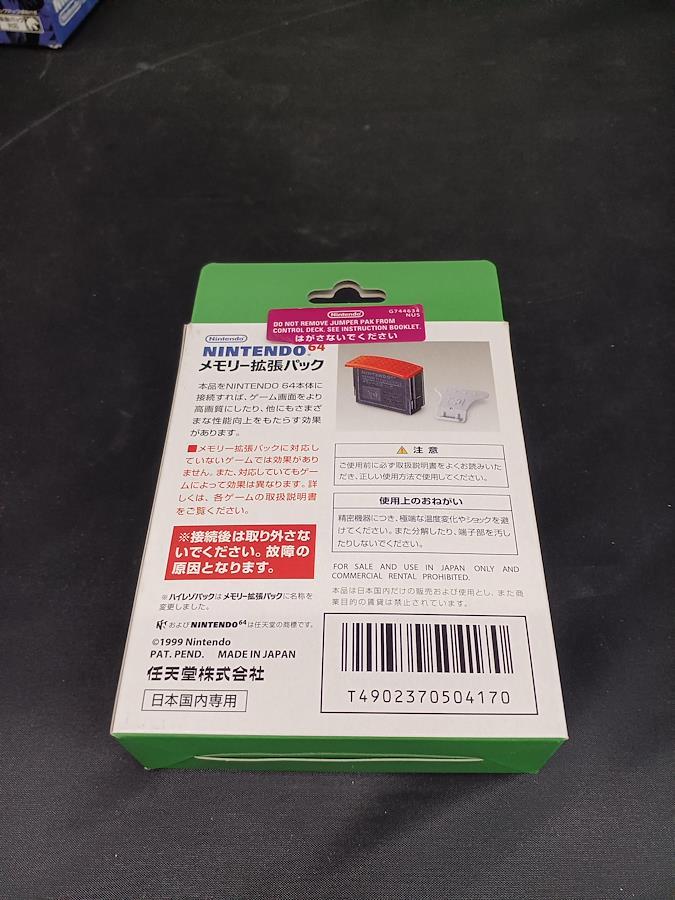 Nintendo
G744634
NUS
DO NOT REMOVE JUMPER PAK FROM
CONTROL DECK. SEE INSTRUCTION BOOKLET.
はがさないでください
Nintendo
NINTENDO64
メモリー拡張パック
本品をNINTENDO 64本体に
接続すれば、ゲーム画面をより
高画質にしたり、他にもさまざ
まな性能向上をもたらす効果
があります。
■メモリー拡張パックに対応し
ていないゲームでは効果があり
ません。また、対応していてもゲー
ムによって効果は異なります。詳
しくは、各ゲームの取扱説明書
をご覧ください。
※接続後は取り外さな
いでください。故障の
原因となります。
※ハイレゾパックはメモリー拡張パックに名称を
変更しました。
およびNINTENDO64は任天堂の商標です。
©1999 Nintendo
PAT. PEND. MADE IN JAPAN
任天堂株式会社
日本国内専用
NINTENDO64
注意
ご使用前に必ず取扱説明書をよくお読みいた
だき、正しい使用方法で使用してください。
使用上のおねがい
精密機器につき、極端な温度変化やショックを避
けてください。また分解したり、端子部を汚し
たりしないでください。
FOR SALE AND USE IN JAPAN ONLY AND
COMMERCIAL RENTAL PROHIBITED.
本品は日本国内だけの販売および使用とし、また商
業目的の賃貸は禁止されています。
T4902370504170